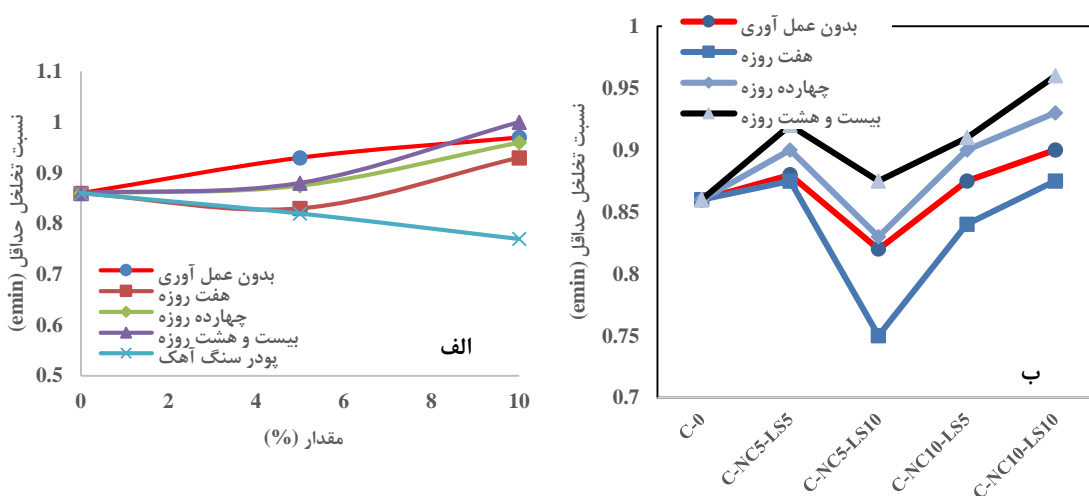 نسبت تخلخل حداقل (emin)
1.1
1
0.9
0.8
0.7
0.6
0.5
0
2
4
6
8
10
مقدار (%)
بدون عمل آوری
هفت روزه
چهارده روزه
بیست و هشت روزه
پودر سنگ آهک
الف
نسبت تخلخل حداقل (emin)
1
0.95
0.9
0.85
0.8
0.75
0.7
بدون عمل آوری
هفت روزه
چهارده روزه
بیست و هشت روزه
ب
C-0
C-NC5-LS5
C-NC5-LS10
C-NC10-LS5
C-NC10-LS10